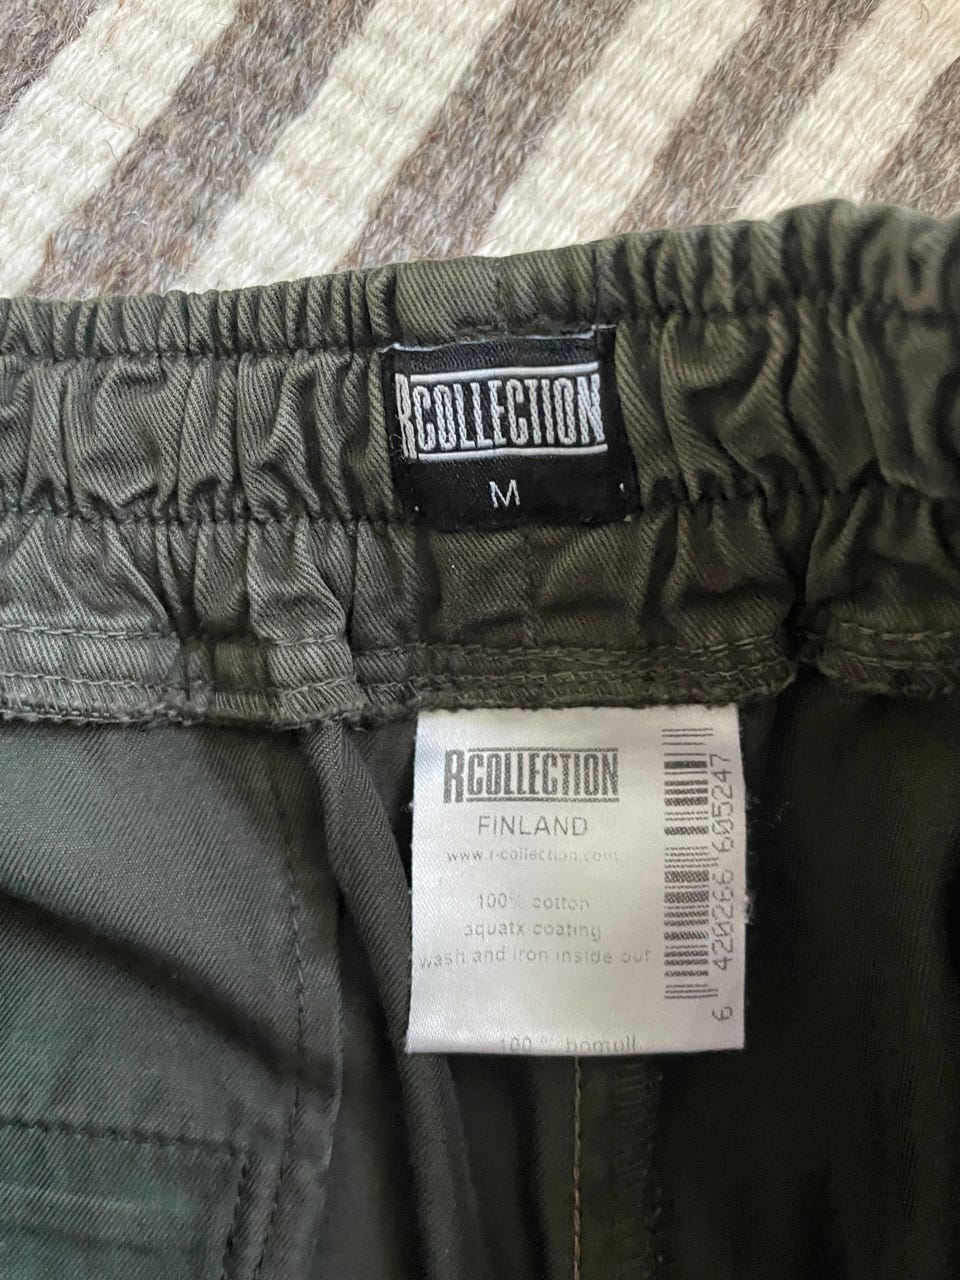 RCOLLECTION
M
RCOLLECTION
FINLAND
www.r-collection.com
100% cotton
aquatx coating
wash and iron inside out
100 % bomull
6 420266 605247